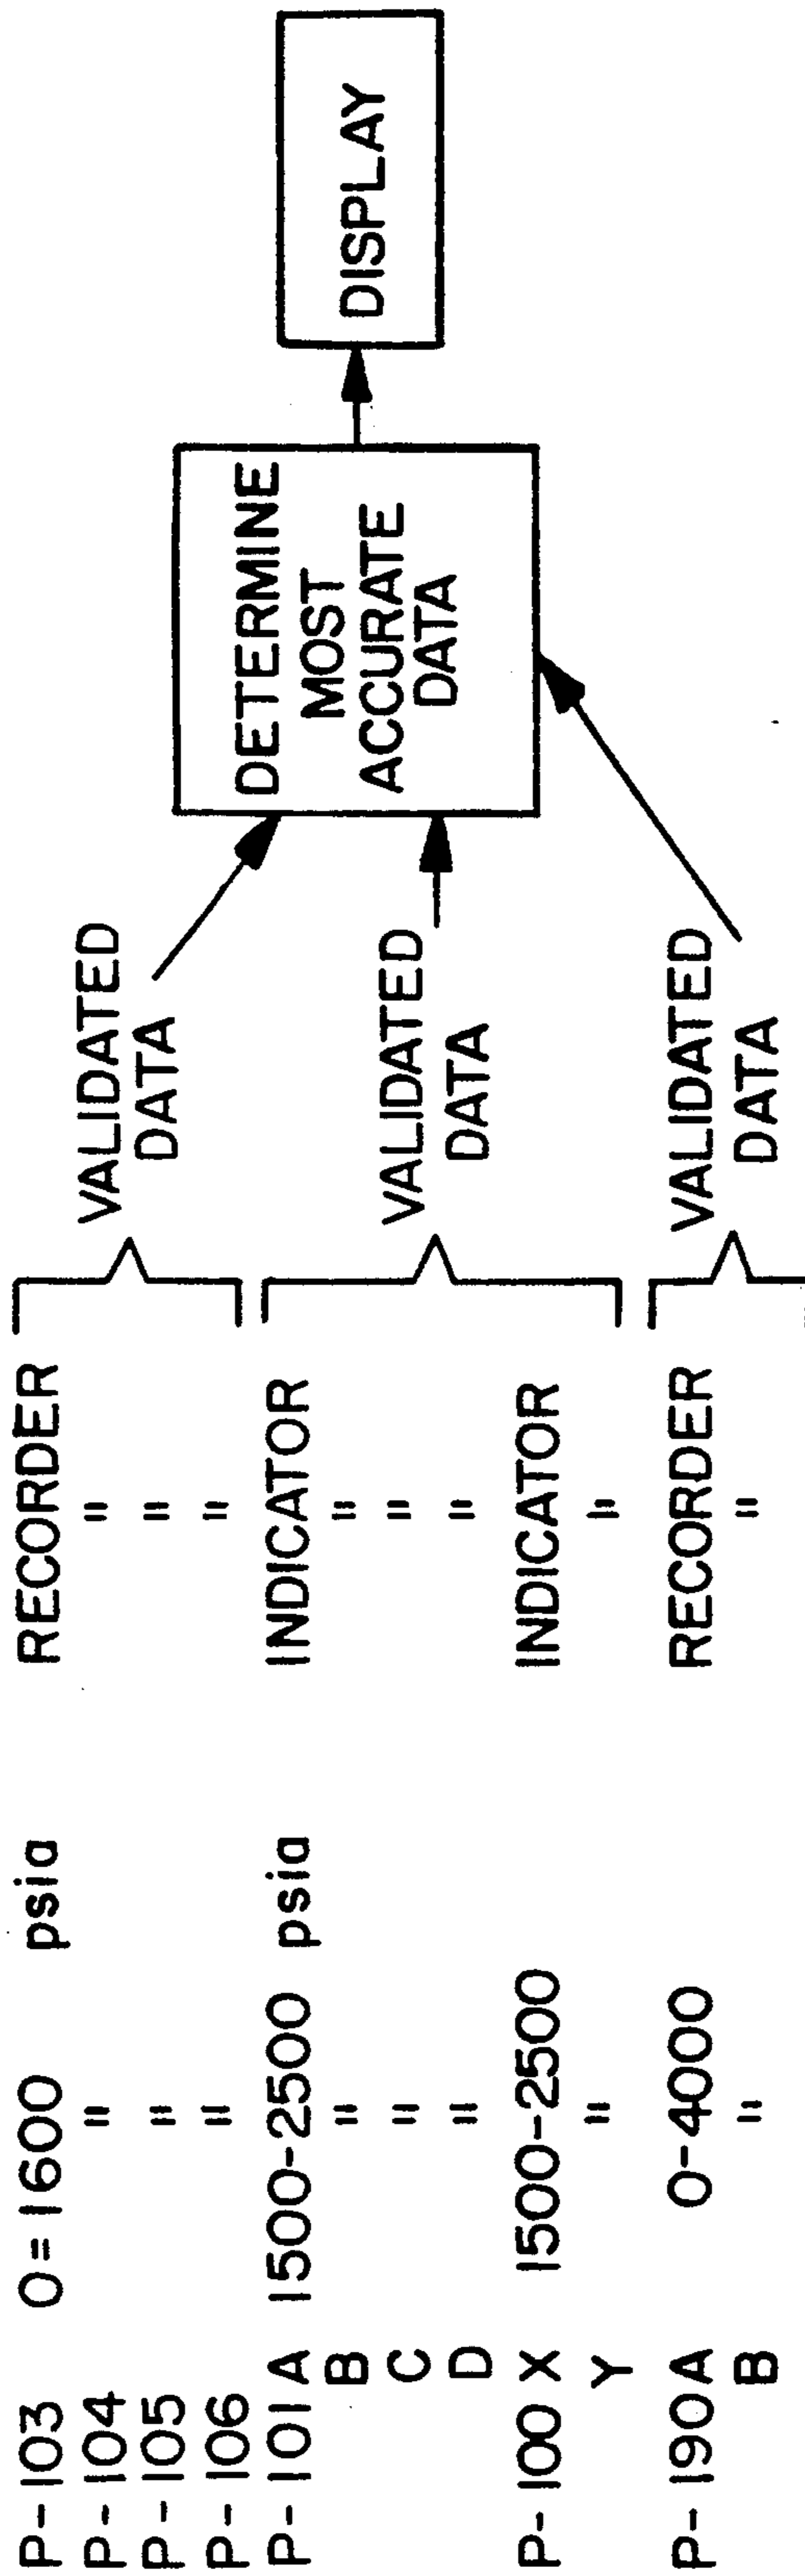 P-103 0=1600 psia RECORDER
P-104 " "
P-105 " "
P-106 " "
P-101 A 1500-2500 psia INDICATOR
B " "
C " "
D " "
P-100 X 1500-2500 INDICATOR
Y " "
P-190A 0-4000 RECORDER
B " "
VALIDATED
DATA
VALIDATED
DATA
VALIDATED
DATA
DETERMINE
MOST
ACCURATE
DATA
DISPLAY